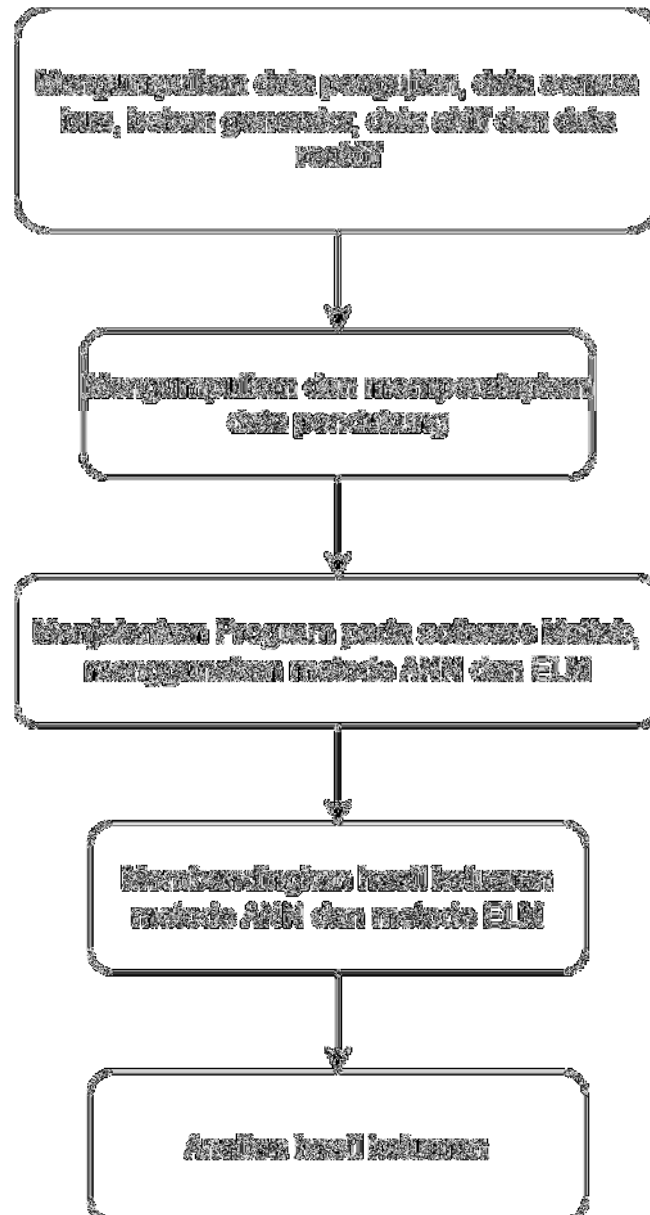 Mengumpulkan data pengujian, data semua
bus, beban generator, data aktif dan data
reaktif
Mengumpulkan dan mempersiapkan
data pendukung
Menjalankan Program pada software Matlab,
menggunakan metode ANN dan ELM
Membandingkan hasil keluaran
metode ANN dan metode ELM
Analisa hasil keluaran